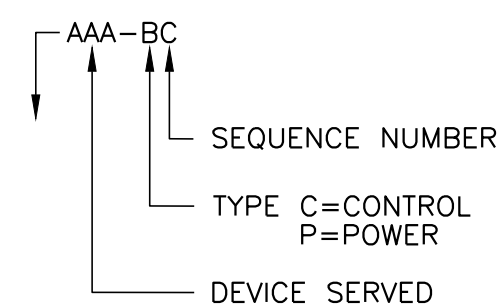 AAA-BC
SEQUENCE NUMBER
TYPE C=CONTROL
P=POWER
DEVICE SERVED